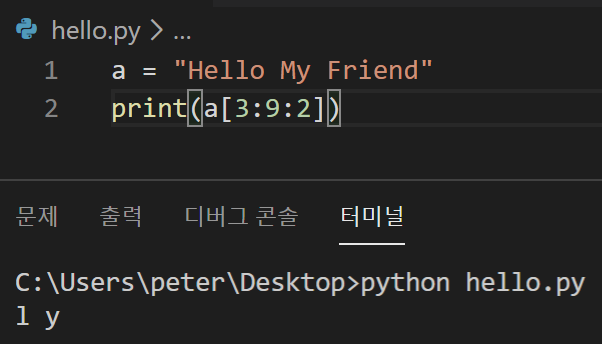 hello.py > ...
1 a = "Hello My Friend"
2 print(a[3:9:2])
문제 출력 디버그 콘솔 터미널
C:\Users\peter\Desktop>python hello.py
l y